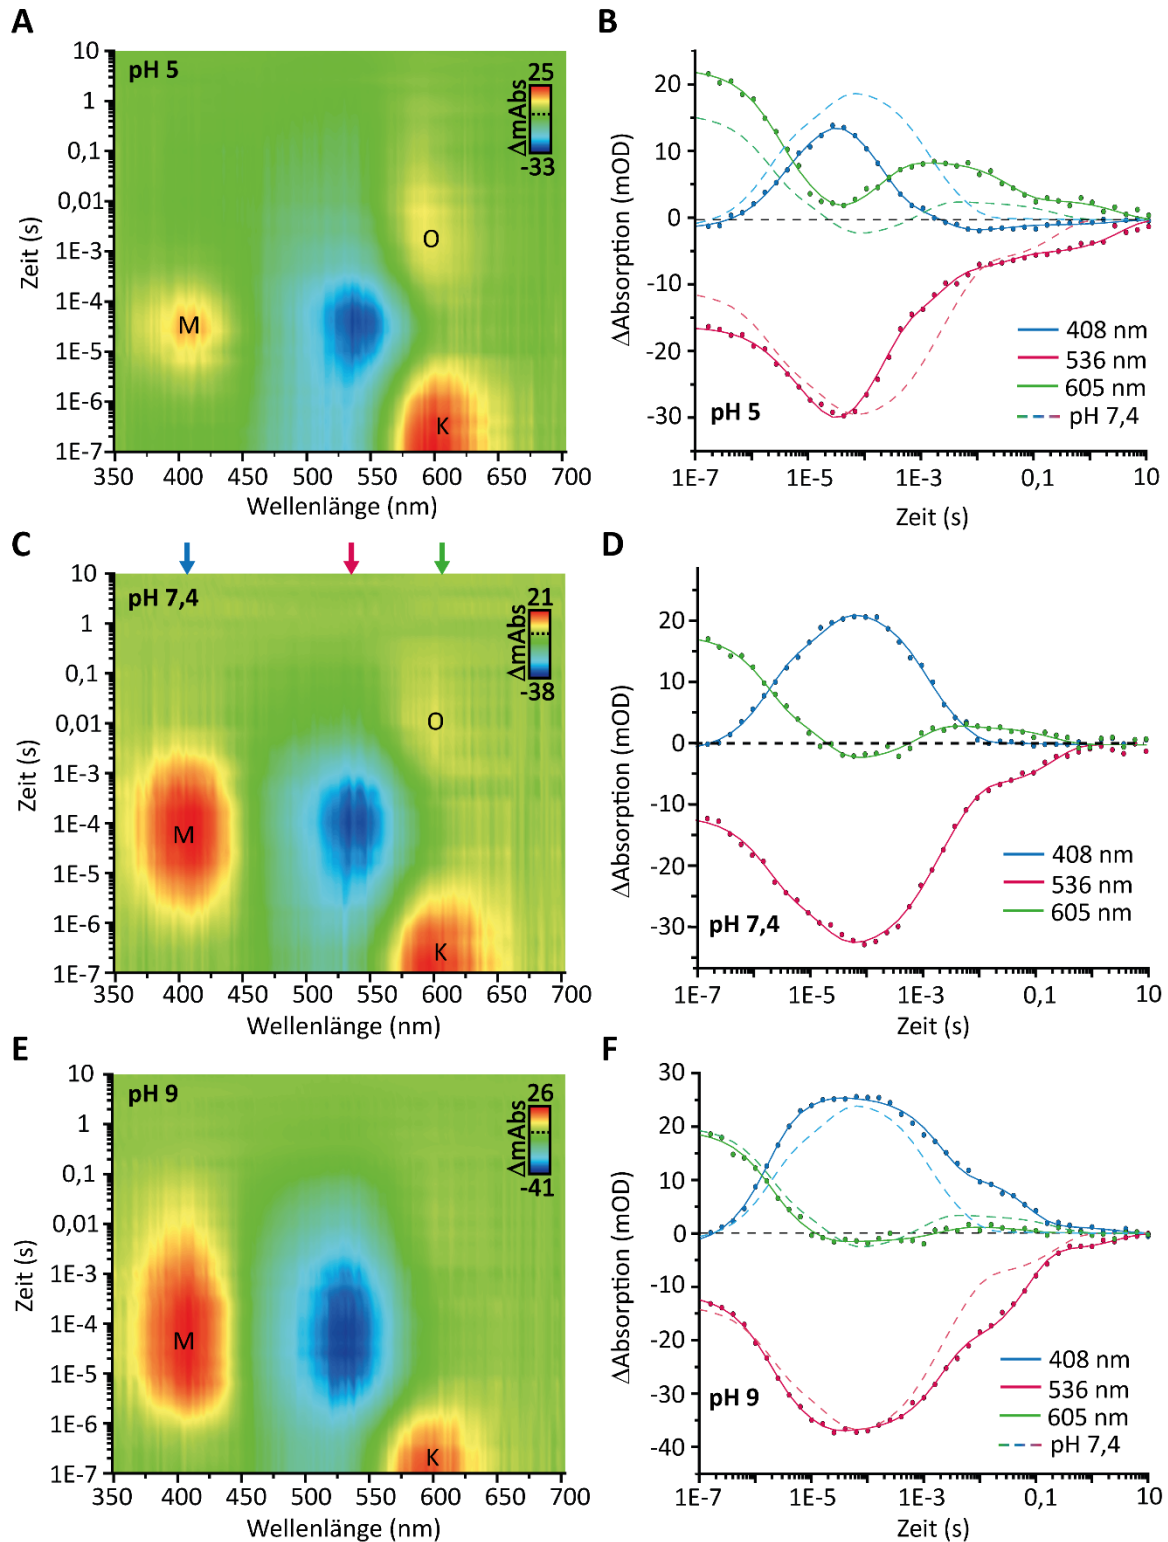 A
pH 5
25
ΔmAbs
-33
10
1
0,1
0,01
1E-3
1E-4
1E-5
1E-6
1E-7
Zeit (s)
M
O
K
350 400 450 500 550 600 650 700
Wellenlänge (nm)
B
20
10
0
-10
-20
-30
ΔAbsorption (mOD)
408 nm
536 nm
605 nm
pH 7,4
pH 5
1E-7 1E-5 1E-3 0,1 10
Zeit (s)
C
pH 7,4
21
ΔmAbs
-38
10
1
0,1
0,01
1E-3
1E-4
1E-5
1E-6
1E-7
Zeit (s)
O
M
K
350 400 450 500 550 600 650 700
Wellenlänge (nm)
D
20
10
0
-10
-20
-30
ΔAbsorption (mOD)
408 nm
536 nm
605 nm
pH 7,4
1E-7 1E-5 1E-3 0,1 10
Zeit (s)
E
pH 9
26
ΔmAbs
-41
10
1
0,1
0,01
1E-3
1E-4
1E-5
1E-6
1E-7
Zeit (s)
M
K
350 400 450 500 550 600 650 700
Wellenlänge (nm)
F
30
20
10
0
-10
-20
-30
-40
ΔAbsorption (mOD)
408 nm
536 nm
605 nm
pH 7,4
pH 9
1E-7 1E-5 1E-3 0,1 10
Zeit (s)